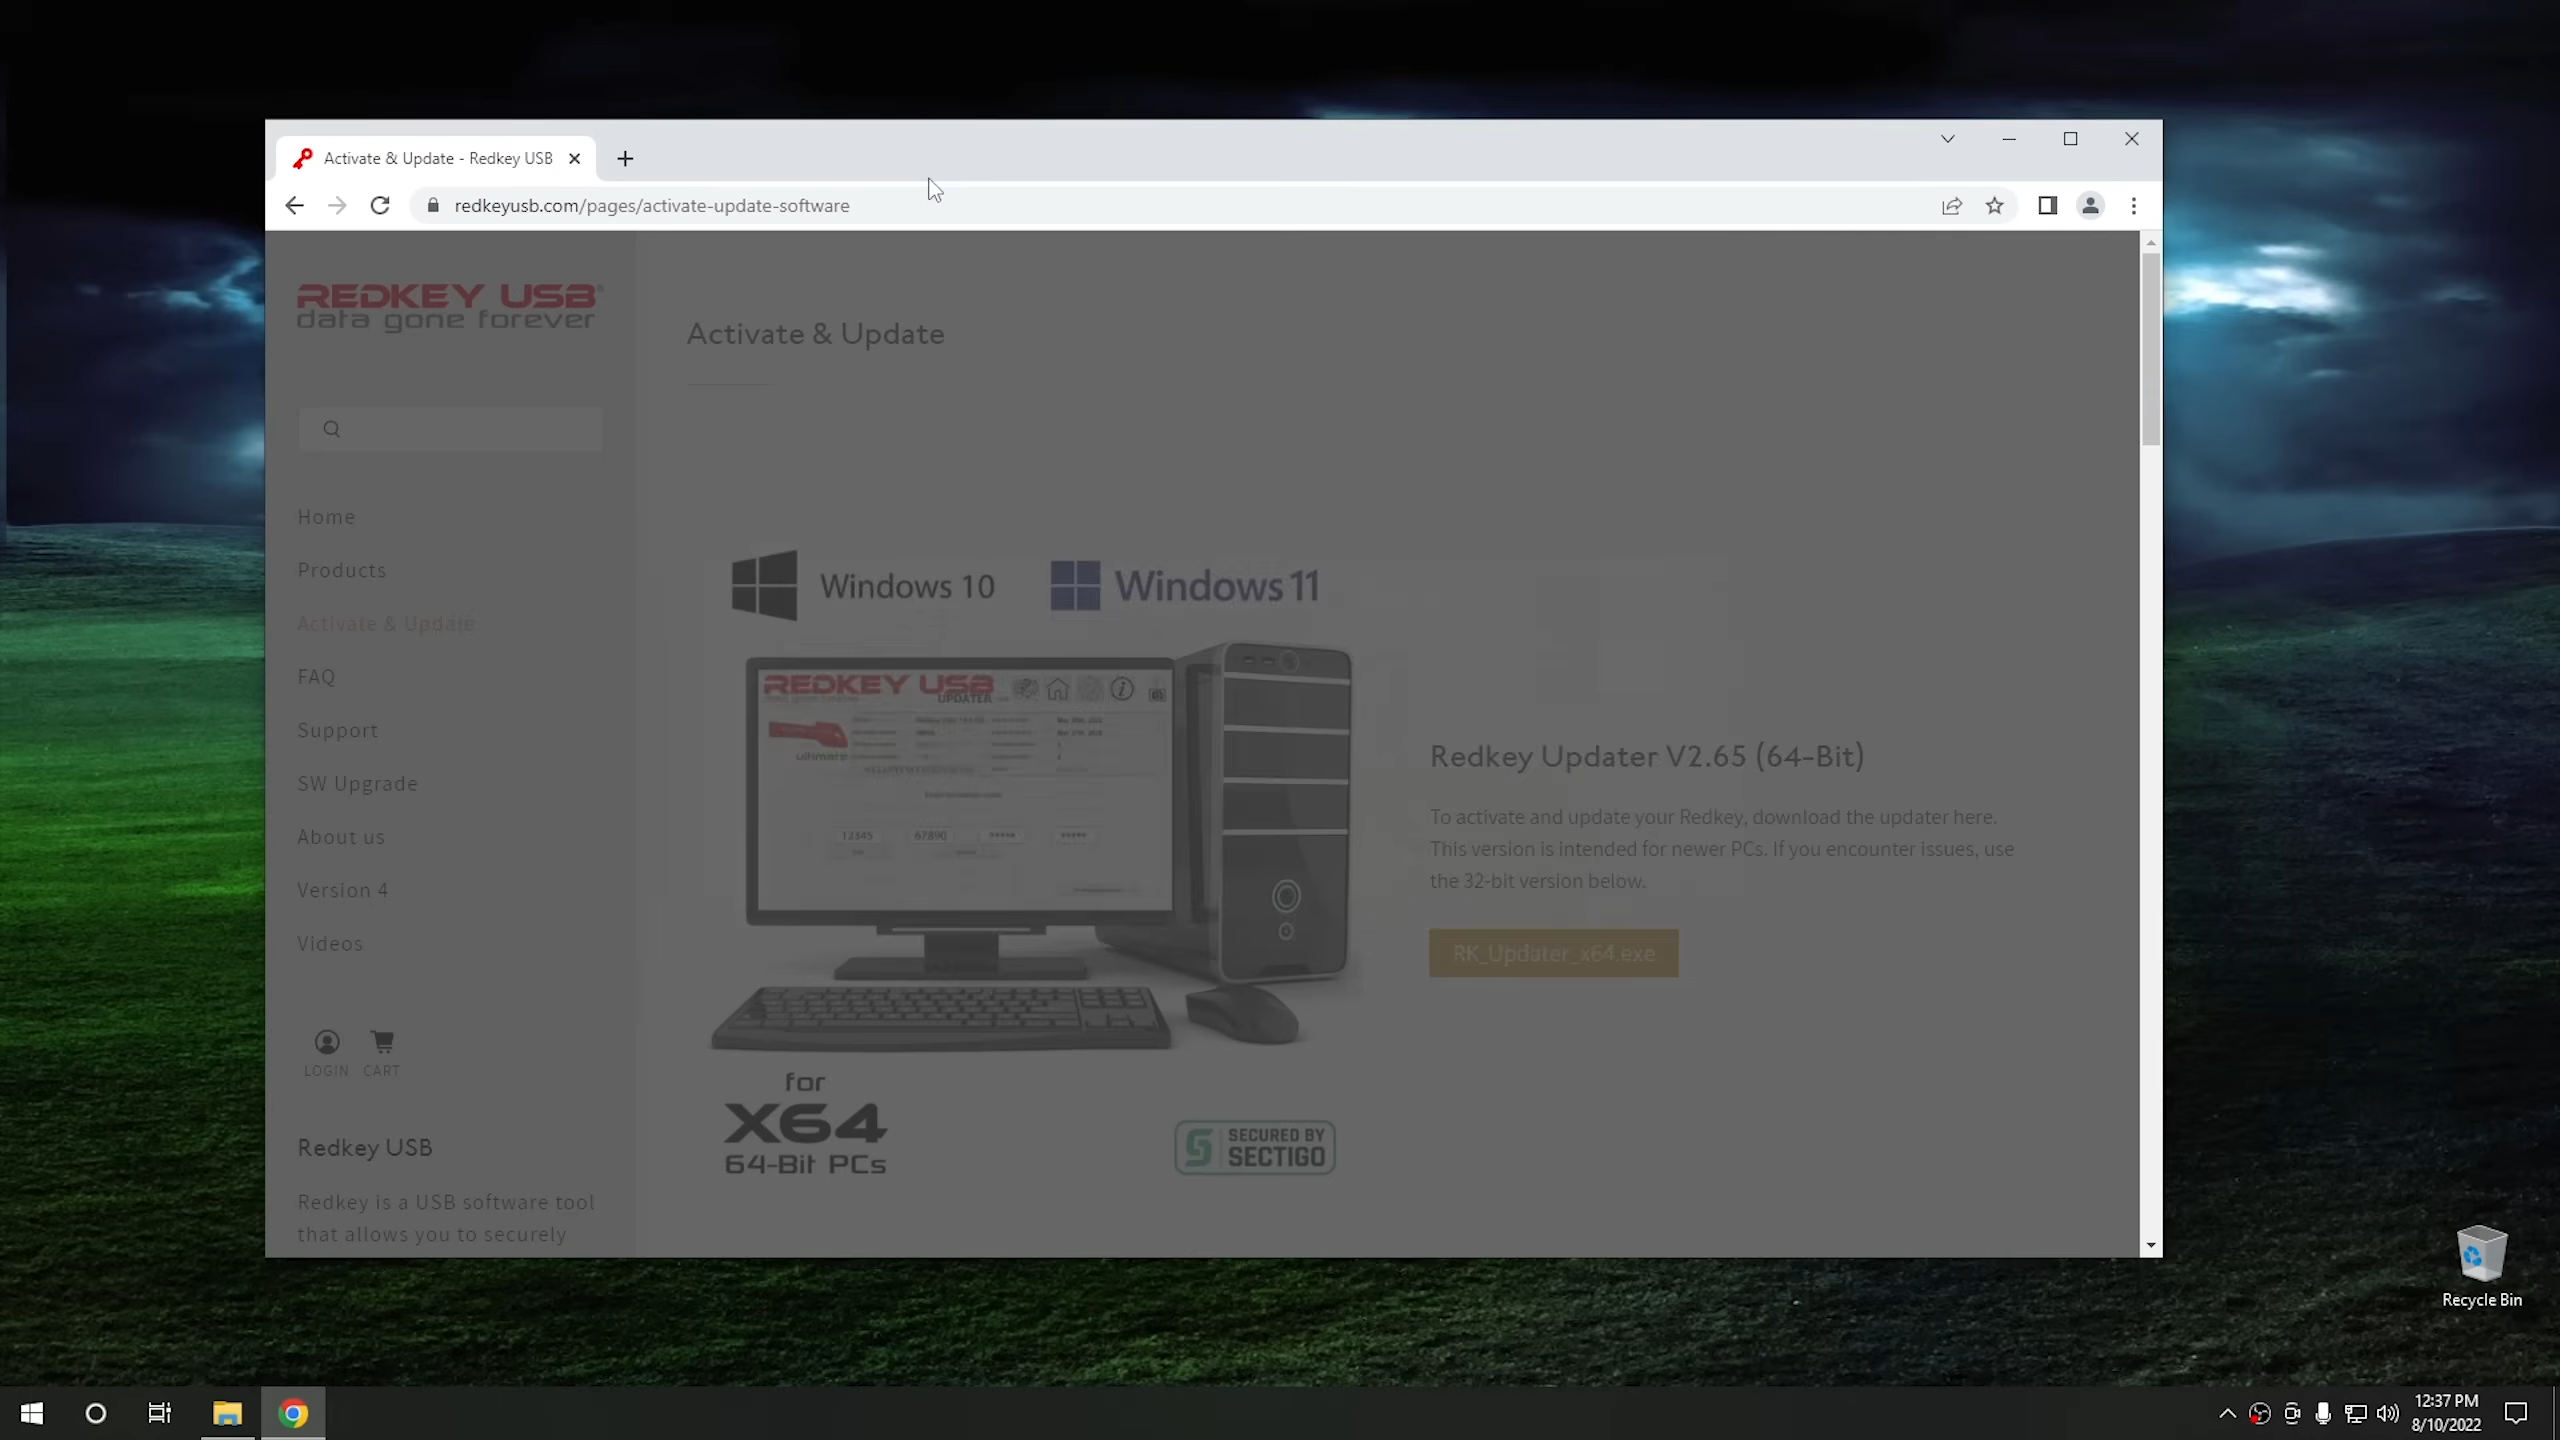 Activate & Update - Redkey USB
redkeyusb.com/pages/activate-update-software
REDKEY USB®
data gone forever
Home
Products
Activate & Update
FAQ
Support
SW Upgrade
About us
Version 4
Videos
LOGIN CART
Redkey USB
Redkey is a USB software tool
that allows you to securely
Activate & Update
Windows 10 Windows 11
REDKEY USB
UPDATER
ultimate
12345 67890 ***** *****
for
X64
64-Bit PCs
SECURED BY
SECTIGO
Redkey Updater V2.65 (64-Bit)
To activate and update your Redkey, download the updater here.
This version is intended for newer PCs. If you encounter issues, use
the 32-bit version below.
RK_Updater_x64.exe
Recycle Bin
12:37 PM
8/10/2022